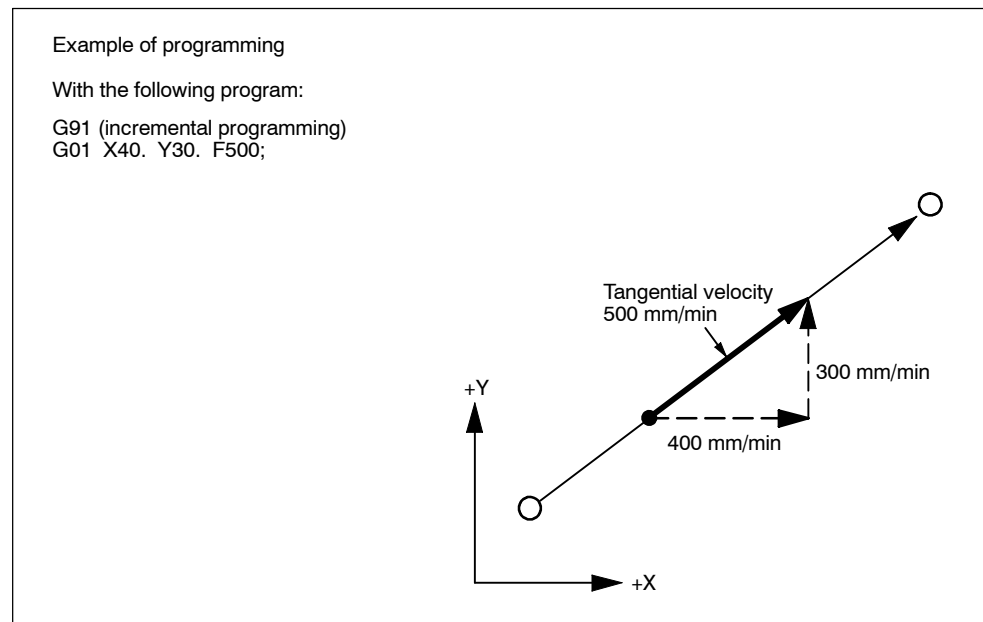 Example of programming
With the following program:
G91 (incremental programming)
G01 X40. Y30. F500;
Tangential velocity
500 mm/min
300 mm/min
+Y
400 mm/min
+X